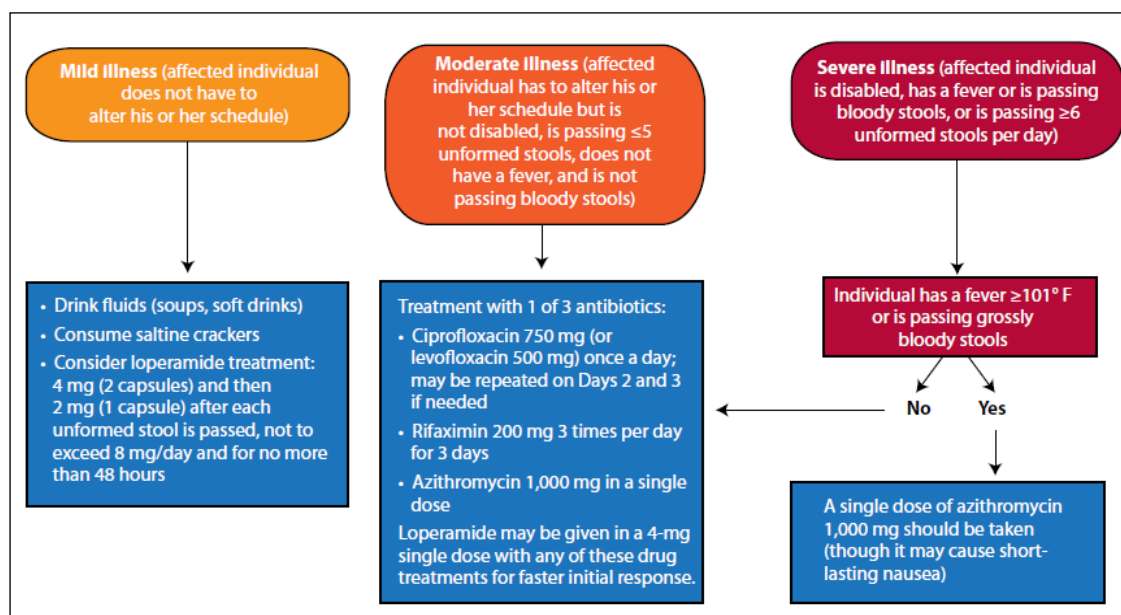 Mild illness (affected individual
does not have to
alter his or her schedule)
• Drink fluids (soups, soft drinks)
• Consume saltine crackers
• Consider loperamide treatment:
4 mg (2 capsules) and then
2 mg (1 capsule) after each
unformed stool is passed, not to
exceed 8 mg/day and for no more
than 48 hours
Moderate illness (affected
individual has to alter his or
her schedule but is
not disabled, is passing ≤5
unformed stools, does not
have a fever, and is not
passing bloody stools)
Treatment with 1 of 3 antibiotics:
• Ciprofloxacin 750 mg (or
levofloxacin 500 mg) once a day;
may be repeated on Days 2 and 3
if needed
• Rifaximin 200 mg 3 times per day
for 3 days
• Azithromycin 1,000 mg in a single
dose
Loperamide may be given in a 4-mg
single dose with any of these drug
treatments for faster initial response.
Severe illness (affected individual
is disabled, has a fever or is passing
bloody stools, or is passing ≥6
unformed stools per day)
Individual has a fever ≥101° F
or is passing grossly
bloody stools
No Yes
A single dose of azithromycin
1,000 mg should be taken
(though it may cause short-
lasting nausea)